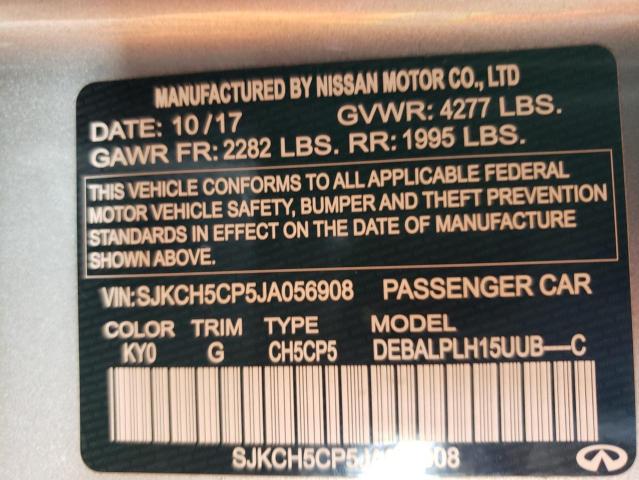 MANUFACTURED BY NISSAN MOTOR CO., LTD
DATE: 10/17 GVWR: 4277 LBS.
GAWR FR: 2282 LBS. RR: 1995 LBS.
THIS VEHICLE CONFORMS TO ALL APPLICABLE FEDERAL
MOTOR VEHICLE SAFETY, BUMPER AND THEFT PREVENTION
STANDARDS IN EFFECT ON THE DATE OF MANUFACTURE
SHOWN ABOVE.
VIN:SJKCH5CP5JA056908 PASSENGER CAR
COLOR TRIM TYPE
KY0 G CH5CP5 DEBALPLH15UUB—C